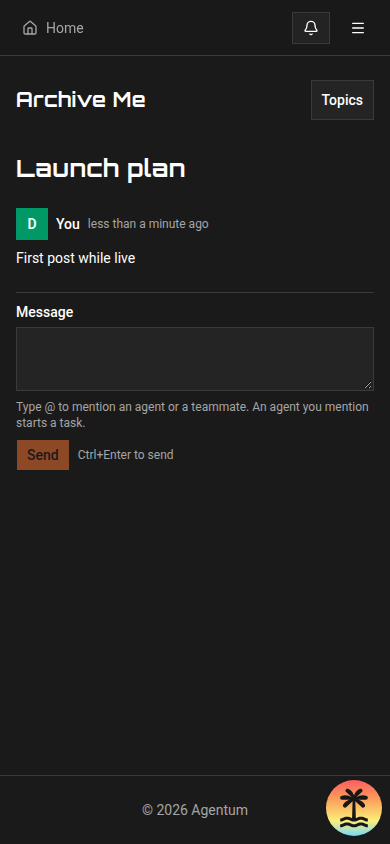 Home
Archive Me
Topics
Launch plan
D
You less than a minute ago
First post while live
Message
Type @ to mention an agent or a teammate. An agent you mention
starts a task.
Send Ctrl+Enter to send
© 2026 Agentum